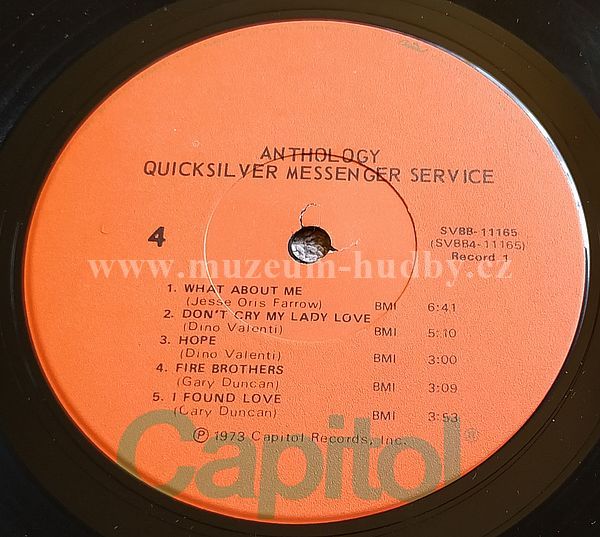 ANTHOLOGY
QUICKSILVER MESSENGER SERVICE
4
SVBB-11165
(SVBB4-11165)
Record 1
www.muzeum-hudby.cz
1. WHAT ABOUT ME
(Jesse Oris Farrow) BMI 6:41
2. DON'T CRY MY LADY LOVE
(Dino Valenti) BMI 5:10
3. HOPE
(Dino Valenti) BMI 3:00
4. FIRE BROTHERS
(Gary Duncan) BMI 3:09
5. I FOUND LOVE
(Gary Duncan) BMI 3:53
Ⓟ 1973 Capitol Records, Inc.
Capitol®